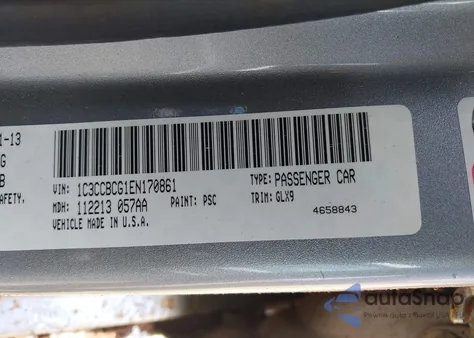 1-13
G
B
AFETY.
VIN: 1C3CCBCG1EN170861
TYPE: PASSENGER CAR
MDH: 112213 057AA
PAINT: PSC
TRIM: GLX9
VEHICLE MADE IN U.S.A.
4658843
autoSnap